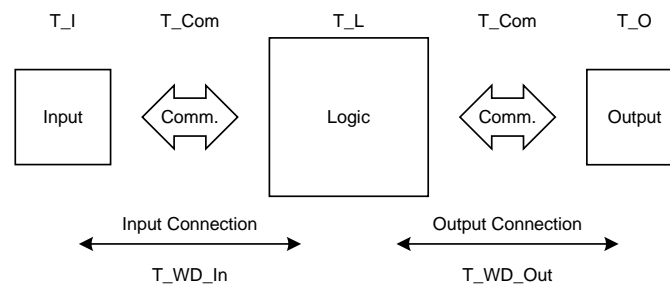 T_I T_Com T_L T_Com T_O
Input Comm. Logic Comm. Output
Input Connection Output Connection
T_WD_In T_WD_Out